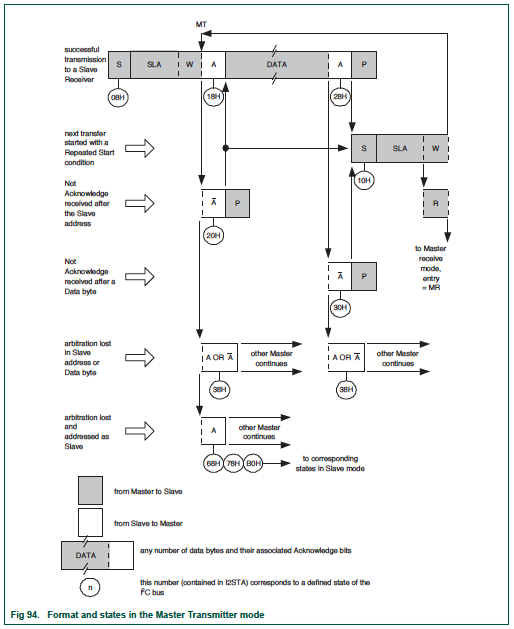 MT
successful
transmission
to a Slave
Receiver
S SLA W A DATA A P
08H 18H 28H
next transfer
started with a
Repeated Start
condition
S SLA W
10H
Not
Acknowledge
received after
the Slave
address
A̅ P R
20H
to Master
receive
mode,
entry
= MR
Not
Acknowledge
received after a
Data byte
A̅ P
30H
arbitration lost
in Slave
address or
Data byte
A OR A̅ other Master
continues
A OR A̅ other Master
continues
38H 38H
arbitration lost
and
addressed as
Slave
A other Master
continues
68H 78H B0H to corresponding
states in Slave mode
from Master to Slave
from Slave to Master
DATA any number of data bytes and their associated Acknowledge bits
n this number (contained in I2STA) corresponds to a defined state of the
I²C bus
Fig 94. Format and states in the Master Transmitter mode